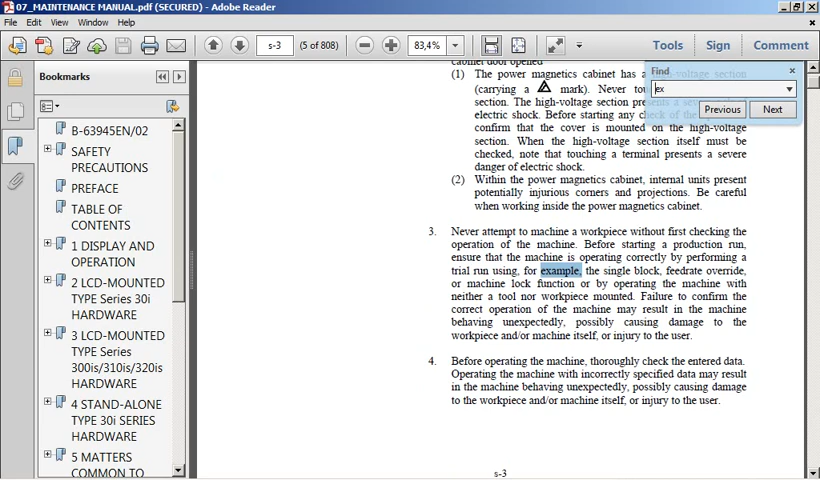 07_MAINTENANCE MANUAL.pdf (SECURED) - Adobe Reader
File Edit View Window Help
s-3 (5 of 808) 83,4% Tools Sign Comment
Bookmarks
B-63945EN/02
SAFETY
PRECAUTIONS
PREFACE
TABLE OF
CONTENTS
1 DISPLAY AND
OPERATION
2 LCD-MOUNTED
TYPE Series 30i
HARDWARE
3 LCD-MOUNTED
TYPE Series
300is/310is/320is
HARDWARE
4 STAND-ALONE
TYPE 30i SERIES
HARDWARE
5 MATTERS
COMMON TO
Find
ex
Previous Next
cabinet door opened
(1) The power magnetics cabinet has a high-voltage section
(carrying a mark). Never touch
section. The high-voltage section presents a severe
electric shock. Before starting any check of the
confirm that the cover is mounted on the high-voltage
section. When the high-voltage section itself must be
checked, note that touching a terminal presents a severe
danger of electric shock.
(2) Within the power magnetics cabinet, internal units present
potentially injurious corners and projections. Be careful
when working inside the power magnetics cabinet.
3. Never attempt to machine a workpiece without first checking the
operation of the machine. Before starting a production run,
ensure that the machine is operating correctly by performing a
trial run using, for example, the single block, feedrate override,
or machine lock function or by operating the machine with
neither a tool nor workpiece mounted. Failure to confirm the
correct operation of the machine may result in the machine
behaving unexpectedly, possibly causing damage to the
workpiece and/or machine itself, or injury to the user.
4. Before operating the machine, thoroughly check the entered data.
Operating the machine with incorrectly specified data may result
in the machine behaving unexpectedly, possibly causing damage
to the workpiece and/or machine itself, or injury to the user.
s-3